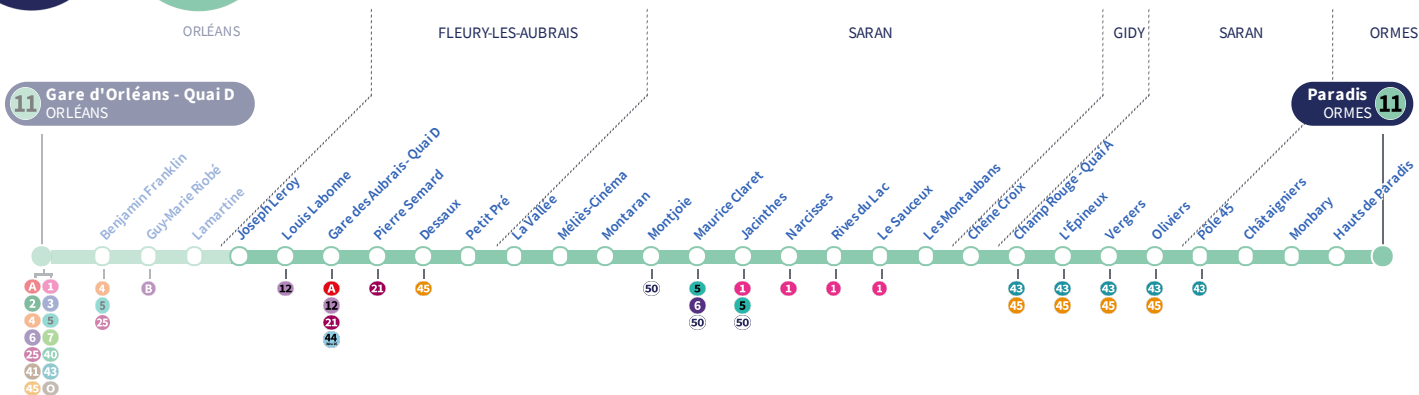 ORLÉANS
FLEURY-LES-AUBRAIS
SARAN
GIDY
SARAN
ORMES
11 Gare d'Orléans - Quai D
ORLÉANS
Paradis 11
ORMES
Benjamin Franklin
Guy-Marie Riobé
Lamartine
Joseph Leroy
Louis Labonne
Gare des Aubrais - Quai D
Pierre Semard
Dessaux
Petit Pré
La Vallée
Méliès-Cinéma
Montaran
Montjoie
Maurice Claret
Jacinthes
Narcisses
Rives du Lac
Le Sauceux
Les Montaubans
Chêne Croix
Champ Rouge - Quai A
L'Épineux
Vergers
Oliviers
Pôle 45
Châtaigniers
Monbary
Hauts de Paradis
A 1
2 3
4 5
6 7
25 40
41 43
45 O
4
5
25
B
12
A
12
21
44
21
45
50
5
6
50
1
5
50
1
1
1
43
45
43
45
43
45
43
45
43